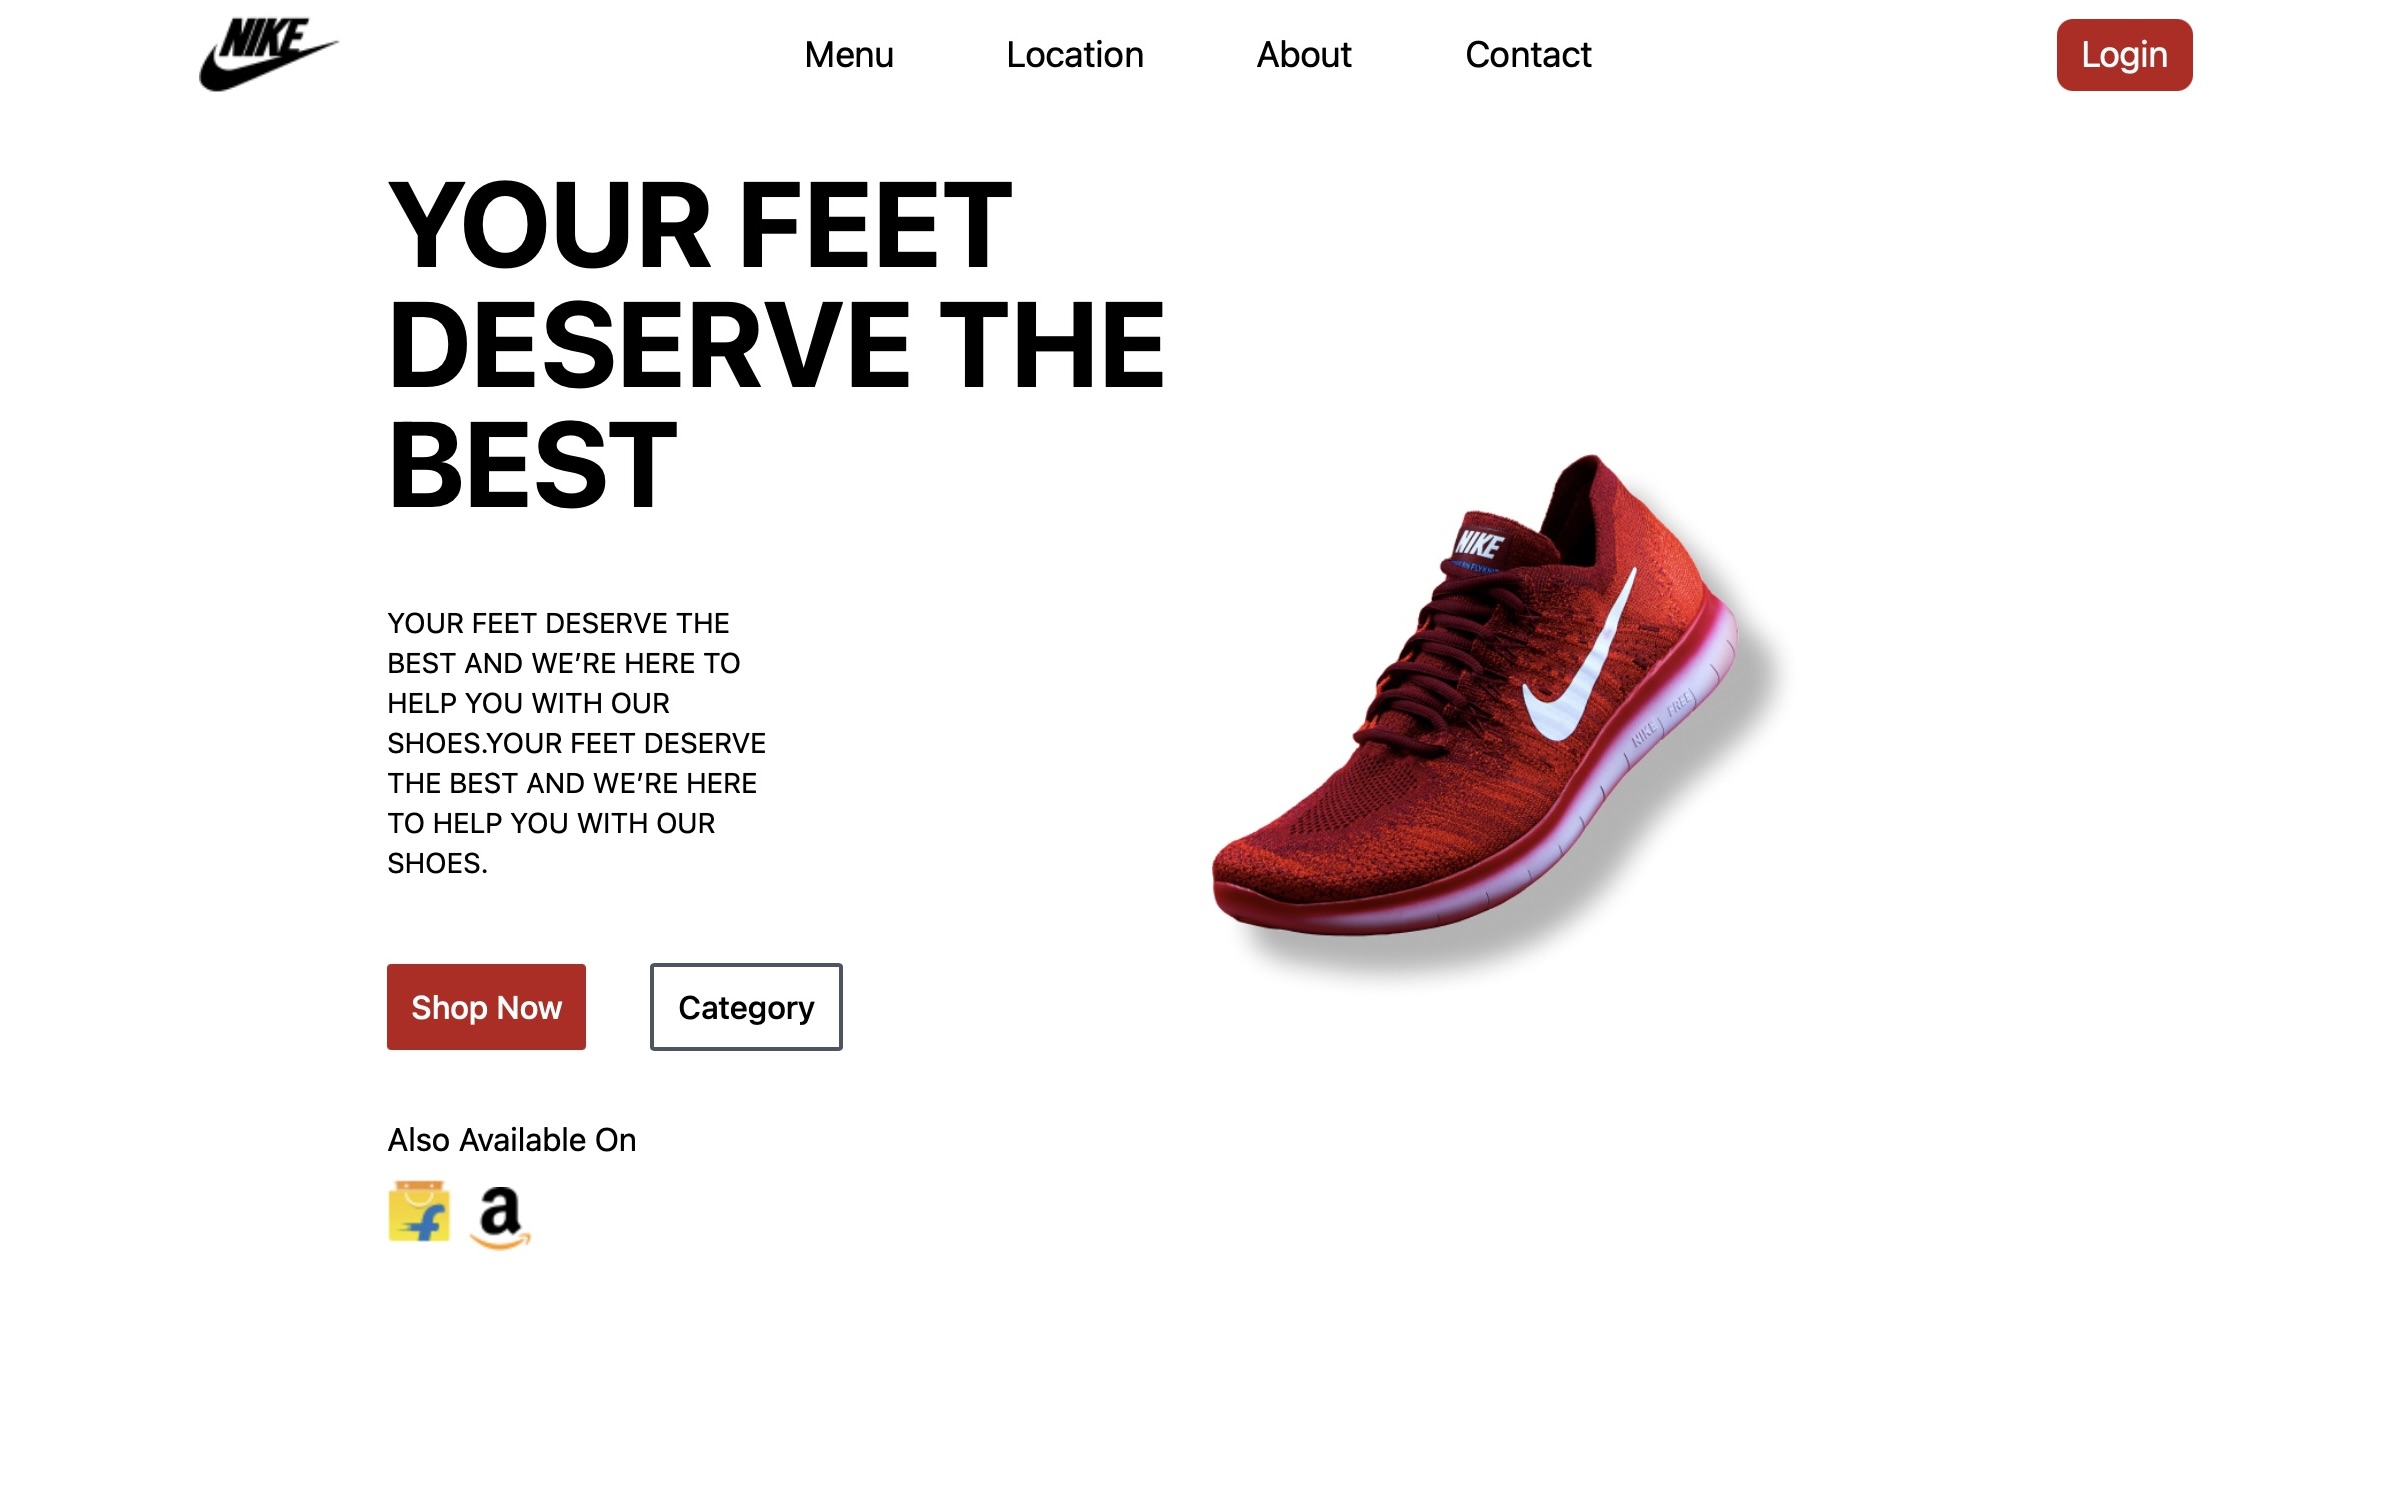 NIKE
Menu
Location
About
Contact
Login
YOUR FEET
DESERVE THE
BEST
YOUR FEET DESERVE THE
BEST AND WE’RE HERE TO
HELP YOU WITH OUR
SHOES.YOUR FEET DESERVE
THE BEST AND WE’RE HERE
TO HELP YOU WITH OUR
SHOES.
Shop Now
Category
Also Available On
f
a
NIKE
NIKE FREE